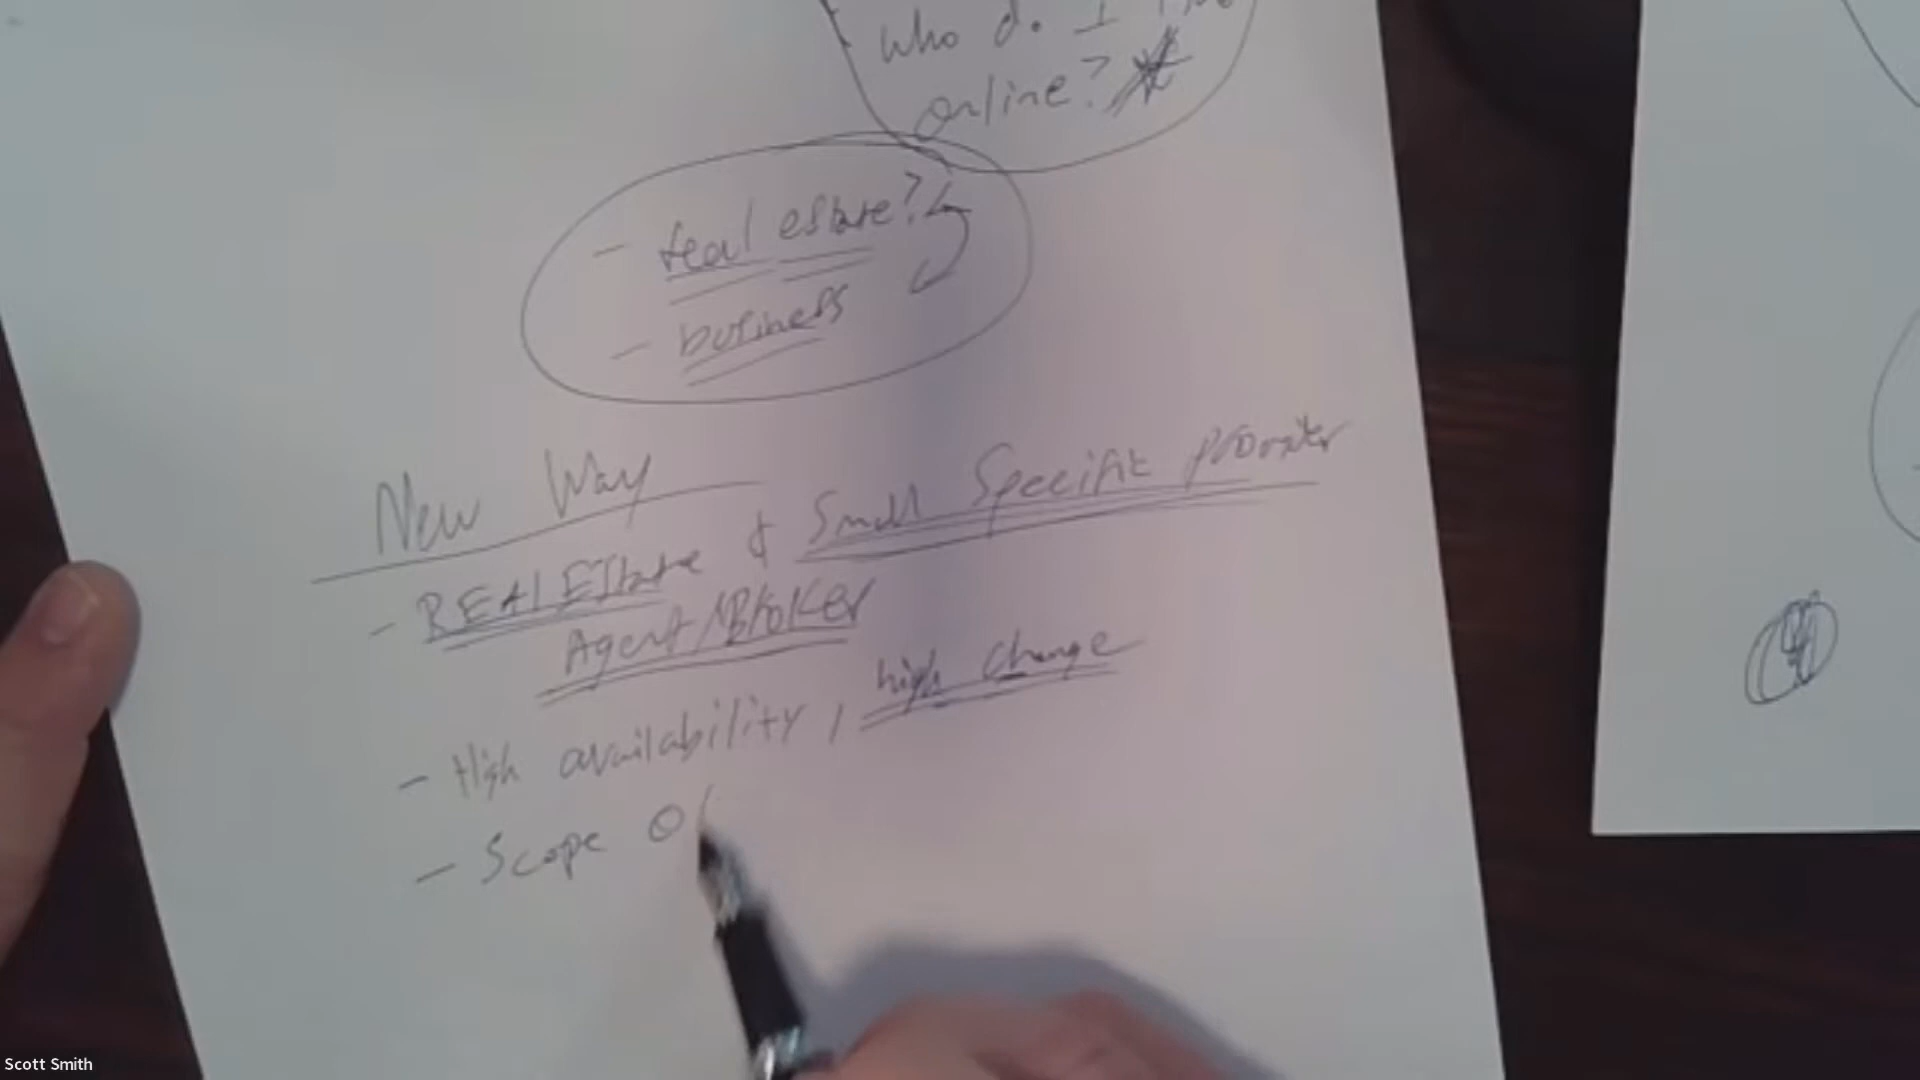 who do I
online?
- real estate?
- business
New Way
- REAL EState & Small Specific provider
Agent/Broker
- High availability, high change
- Scope of
Scott Smith